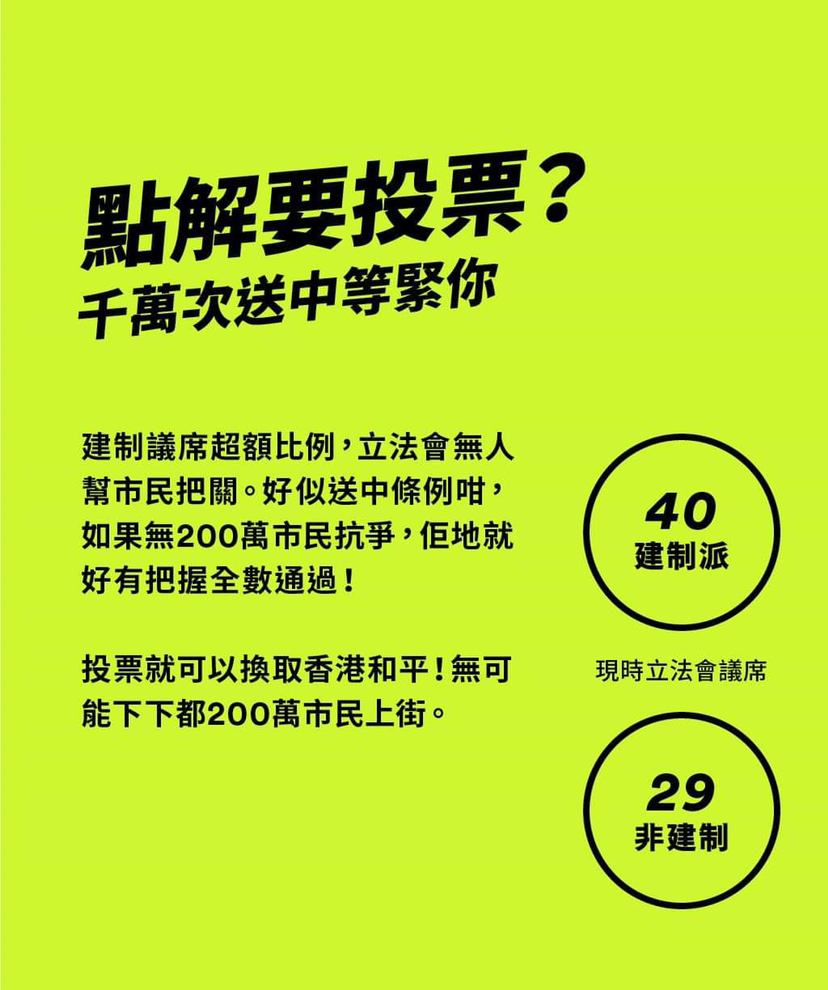 點解要投票？
千萬次送中等緊你
建制議席超額比例，立法會無人
幫市民把關。好似送中條例咁，
如果無200萬市民抗爭，佢地就
好有把握全數通過！
投票就可以換取香港和平！無可
能下下都200萬市民上街。
40
建制派
現時立法會議席
29
非建制